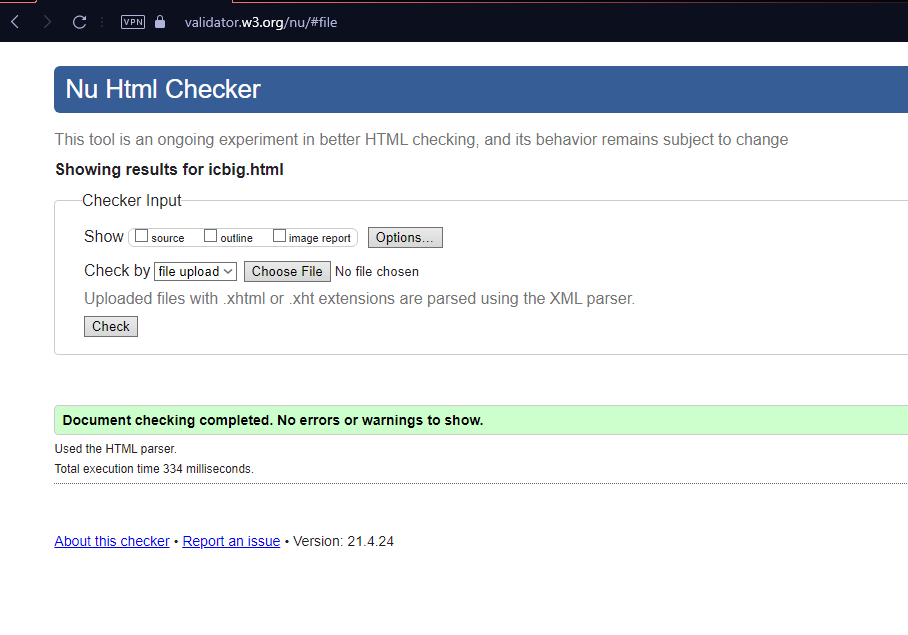 VPN validator.w3.org/nu/#file
Nu Html Checker
This tool is an ongoing experiment in better HTML checking, and its behavior remains subject to change
Showing results for icbig.html
Checker Input
Show source outline image report Options...
Check by file upload Choose File No file chosen
Uploaded files with .xhtml or .xht extensions are parsed using the XML parser.
Check
Document checking completed. No errors or warnings to show.
Used the HTML parser.
Total execution time 334 milliseconds.
About this checker • Report an issue • Version: 21.4.24